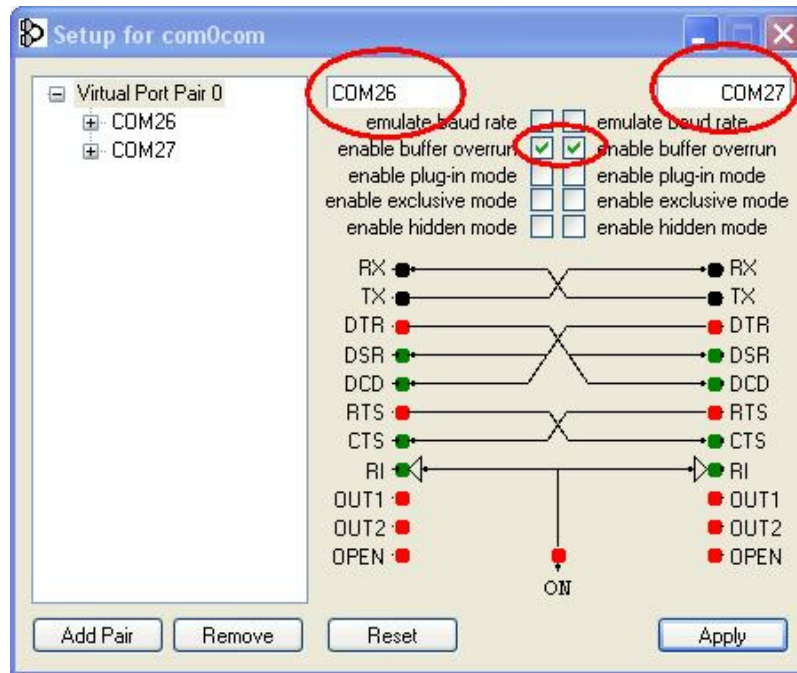 Setup for com0com
Virtual Port Pair 0
COM26
COM27
COM26 COM27
emulate baud rate emulate baud rate
enable buffer overrun enable buffer overrun
enable plug-in mode enable plug-in mode
enable exclusive mode enable exclusive mode
enable hidden mode enable hidden mode
RX RX
TX TX
DTR DTR
DSR DSR
DCD DCD
RTS RTS
CTS CTS
RI RI
OUT1 OUT1
OUT2 OUT2
OPEN OPEN
ON
Add Pair Remove Reset Apply